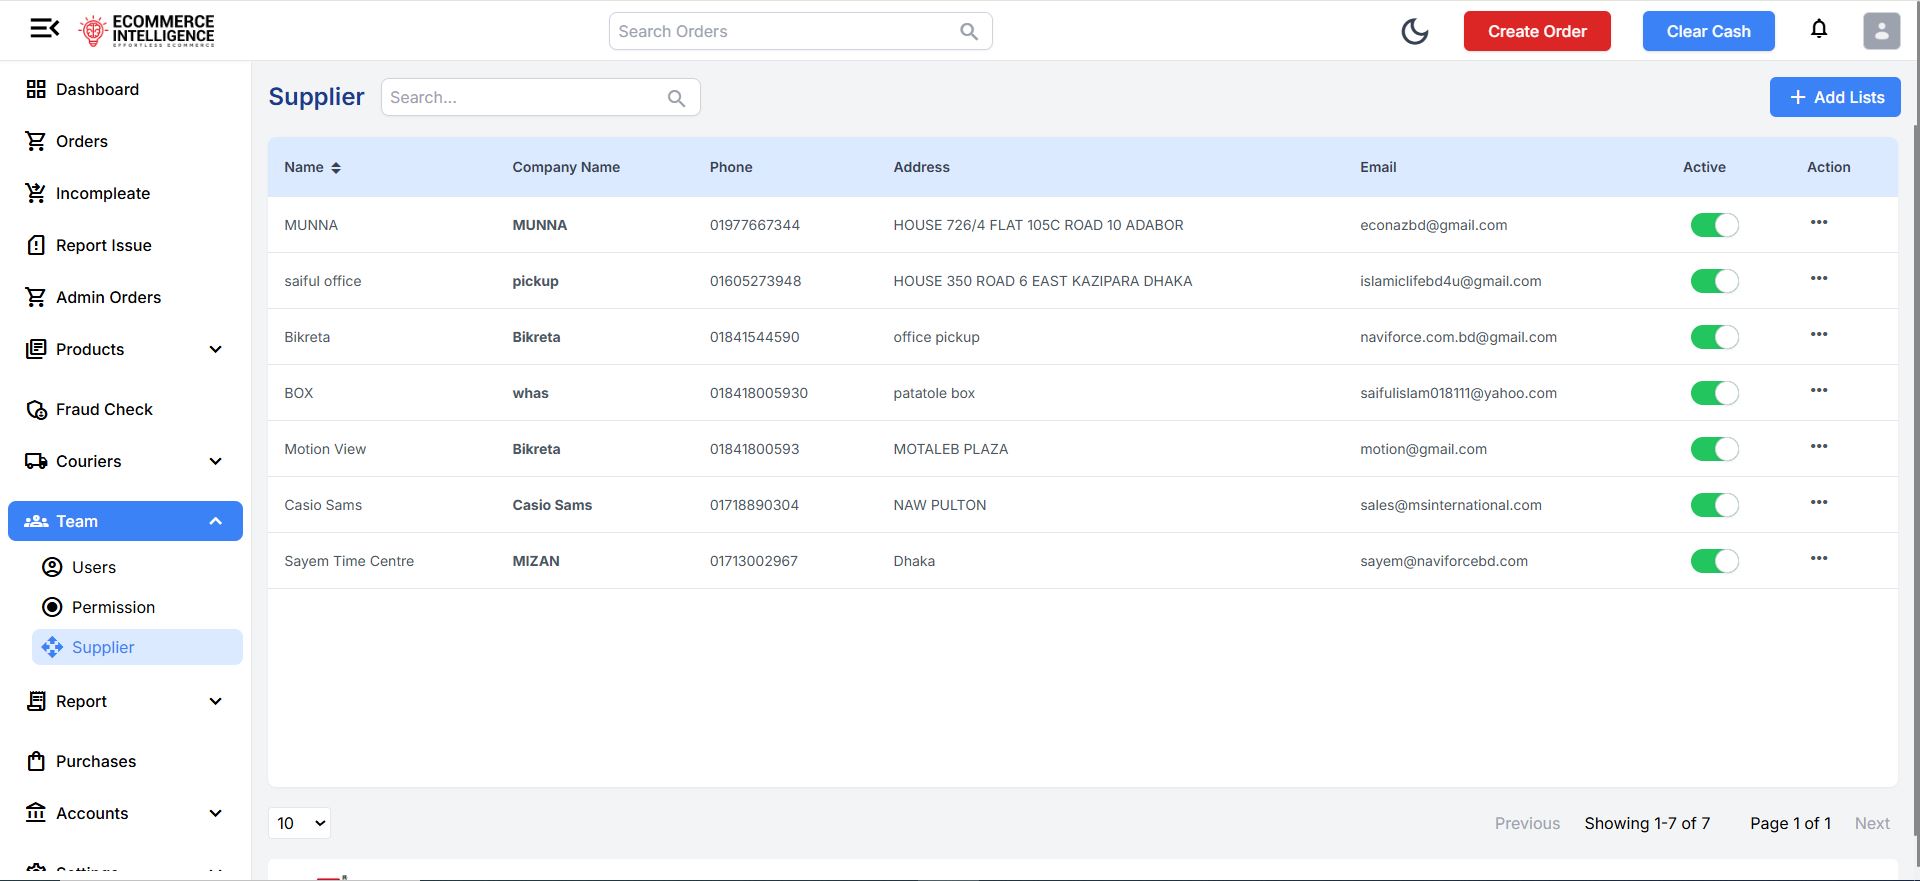 ECOMMERCE
INTELLIGENCE
EFFORTLESS ECOMMERCE
Search Orders
Create Order
Clear Cash
Dashboard
Orders
Incompleate
Report Issue
Admin Orders
Products
Fraud Check
Couriers
Team
Users
Permission
Supplier
Report
Purchases
Accounts
Settings
Supplier
Search...
+ Add Lists
Name Company Name Phone Address Email Active Action
MUNNA MUNNA 01977667344 HOUSE 726/4 FLAT 105C ROAD 10 ADABOR econazbd@gmail.com
saiful office pickup 01605273948 HOUSE 350 ROAD 6 EAST KAZIPARA DHAKA islamiclifebd4u@gmail.com
Bikreta Bikreta 01841544590 office pickup naviforce.com.bd@gmail.com
BOX whas 018418005930 patatole box saifulislam018111@yahoo.com
Motion View Bikreta 01841800593 MOTALEB PLAZA motion@gmail.com
Casio Sams Casio Sams 01718890304 NAW PULTON sales@msinternational.com
Sayem Time Centre MIZAN 01713002967 Dhaka sayem@naviforcebd.com
10
Previous Showing 1-7 of 7 Page 1 of 1 Next